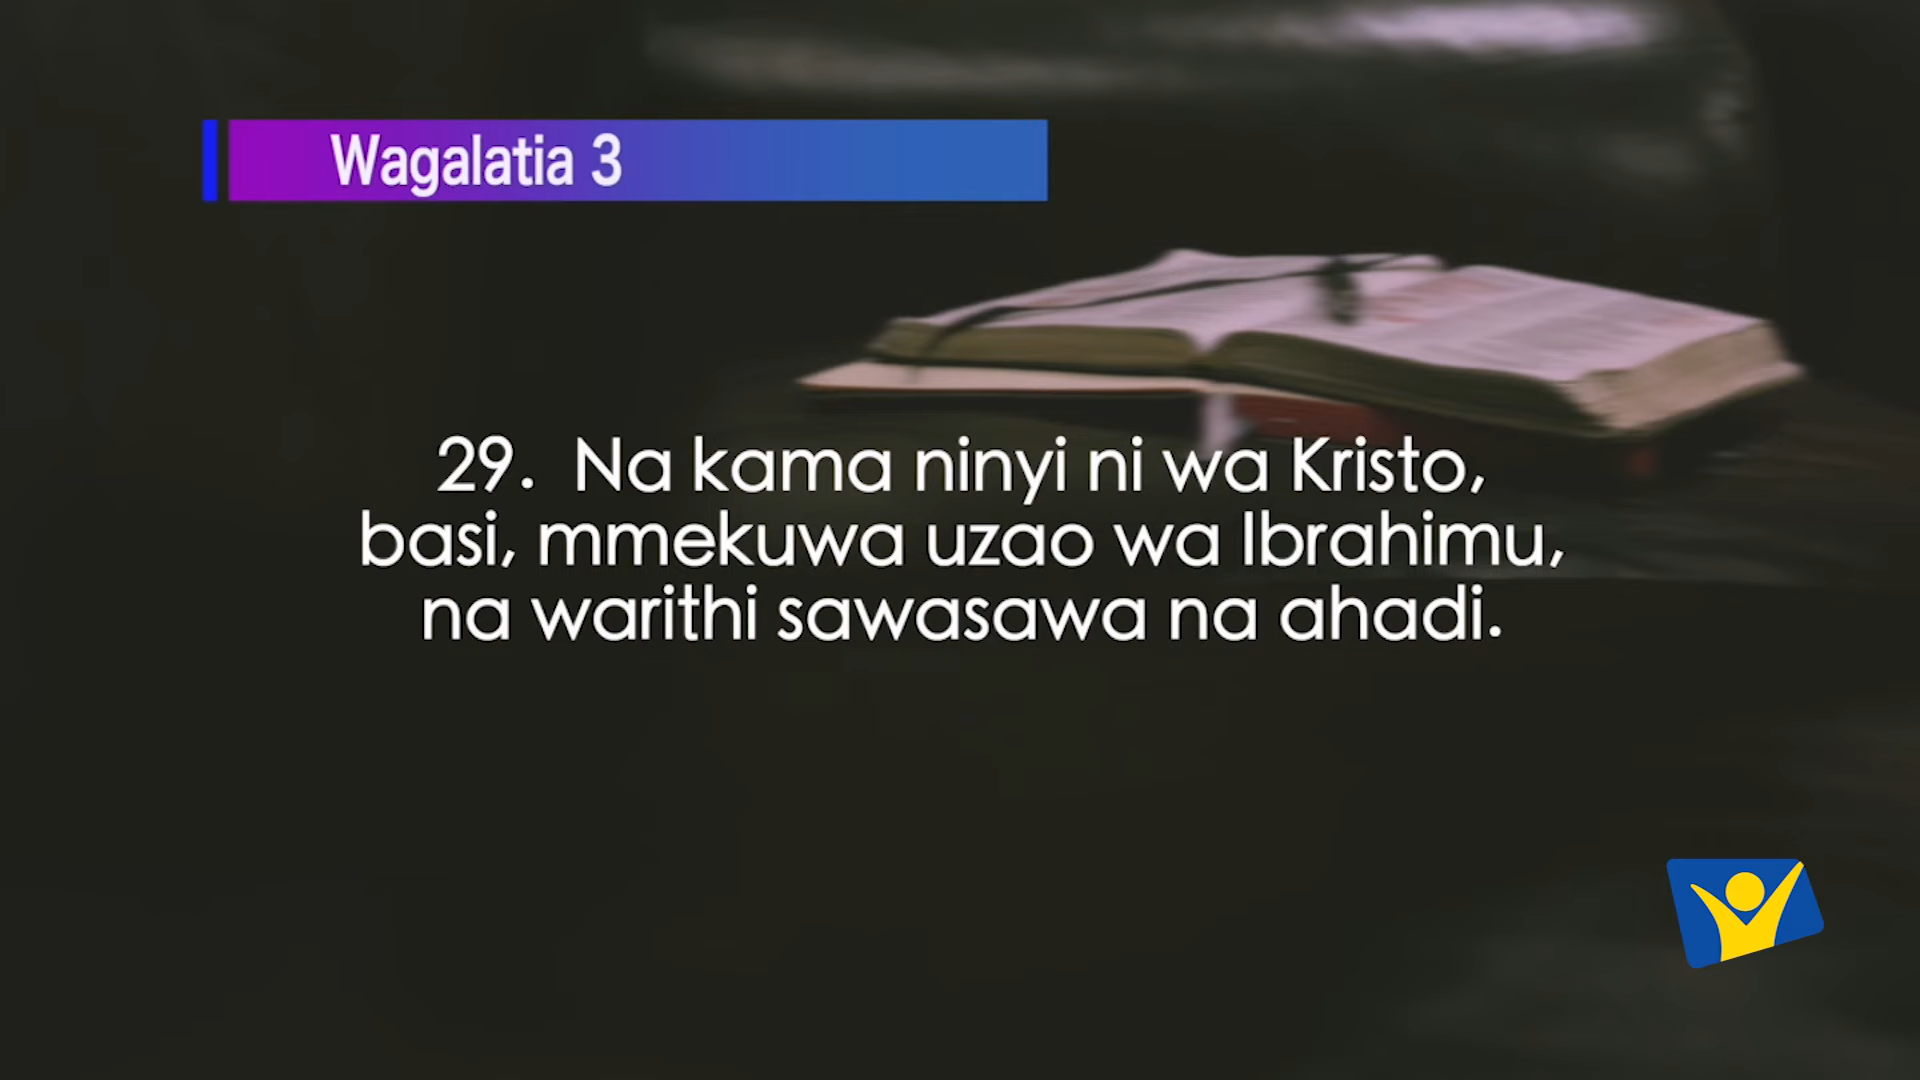 Wagalatia 3
29. Na kama ninyi ni wa Kristo,
basi, mmekuwa uzao wa Ibrahimu,
na warithi sawasawa na ahadi.